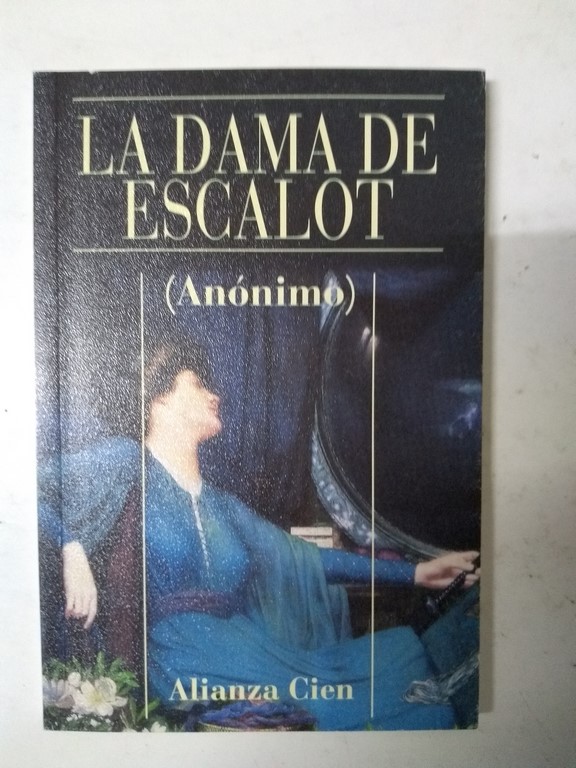 LA DAMA DE
ESCALOT
(Anónimo)
Alianza Cien